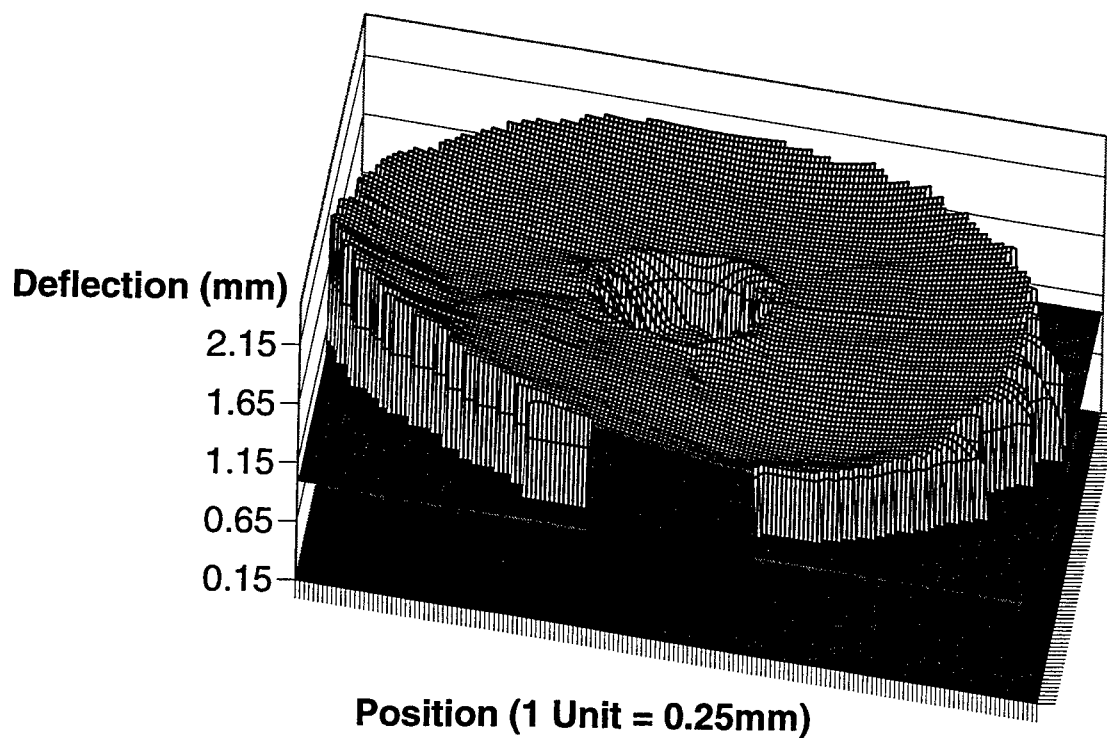 Deflection (mm)
2.15
1.65
1.15
0.65
0.15
Position (1 Unit = 0.25mm)